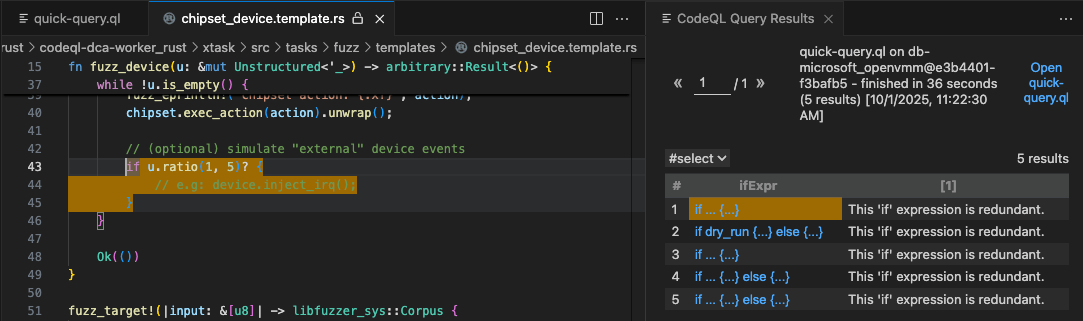 quick-query.ql
chipset_device.template.rs
rust > codeql-dca-worker_rust > xtask > src > tasks > fuzz > templates > chipset_device.template.rs
15 fn fuzz_device(u: &mut Unstructured<'_>) -> arbitrary::Result<()> {
37 while !u.is_empty() {
39 fuzz_eprintln!("chipset action: {:x?}", action);
40 chipset.exec_action(action).unwrap();
41
42 // (optional) simulate "external" device events
43 if u.ratio(1, 5)? {
44 // e.g: device.inject_irq();
45 }
46 }
47
48 Ok(())
49 }
50
51 fuzz_target!(|input: &[u8]| -> libfuzzer_sys::Corpus {
CodeQL Query Results
« 1 / 1 »
quick-query.ql on db-
microsoft_openvmm@e3b4401-
f3bafb5 - finished in 36 seconds
(5 results) [10/1/2025, 11:22:30
AM]
Open
quick-
query.ql
#select 5 results
# ifExpr [1]
1 if ... {...} This 'if' expression is redundant.
2 if dry_run {...} else {...} This 'if' expression is redundant.
3 if ... {...} This 'if' expression is redundant.
4 if ... {...} else {...} This 'if' expression is redundant.
5 if ... {...} else {...} This 'if' expression is redundant.